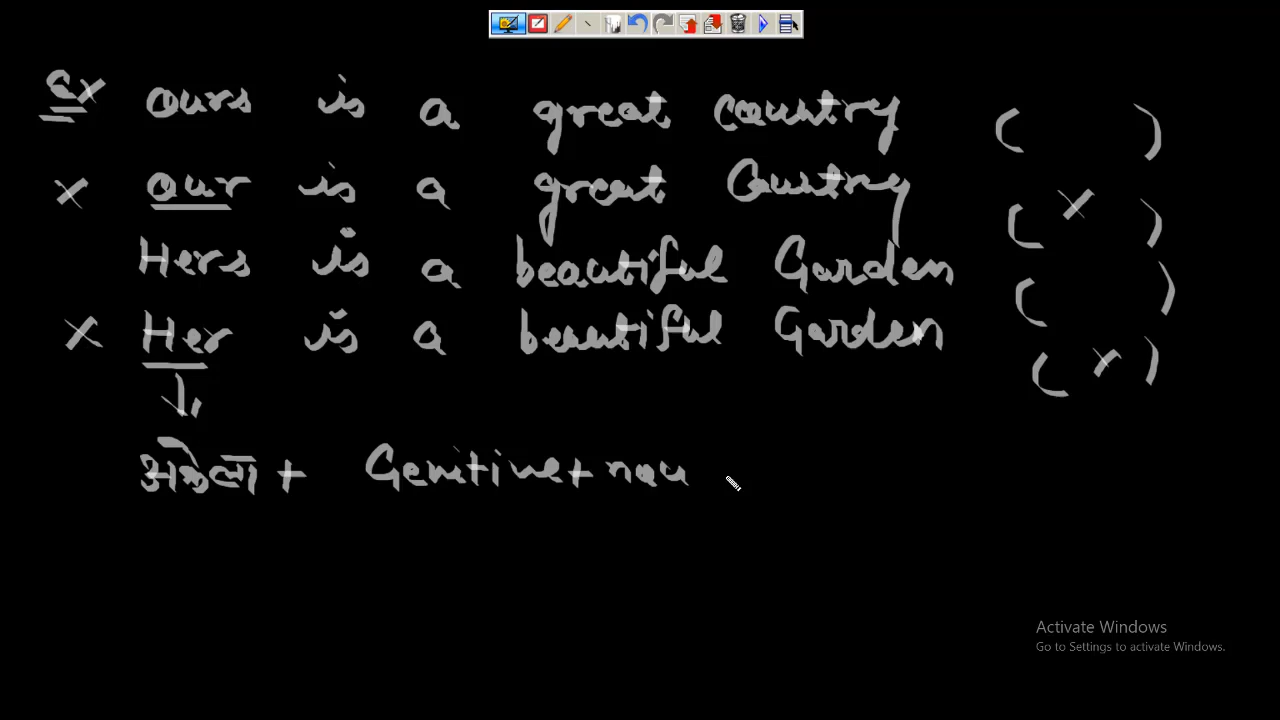 Ex Ours is a great country ( )
x Our is a great Country ( x )
Hers is a beautiful Garden ( )
x Her is a beautiful Garden ( x )
अकेला + Genitive + nou
Activate Windows
Go to Settings to activate Windows.